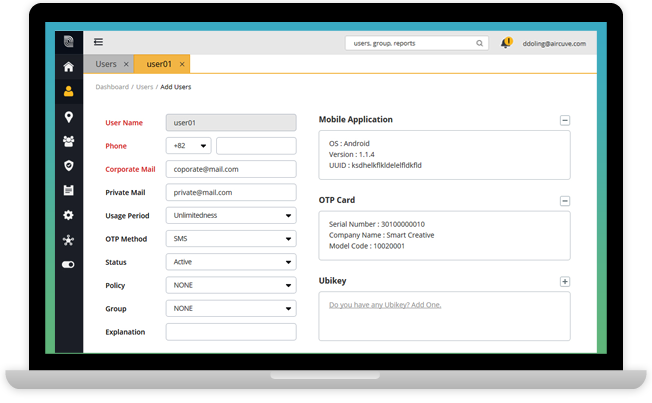 users, group, reports
ddoling@aircuve.com
Users ×
user01 ×
Dashboard / Users / Add Users
User Name
user01
Phone
+82
Corporate Mail
coporate@mail.com
Private Mail
private@mail.com
Usage Period
Unlimitedness
OTP Method
SMS
Status
Active
Policy
NONE
Group
NONE
Explanation
Mobile Application
OS : Android
Version : 1.1.4
UUID : ksdhelkflkldelelfldkfld
OTP Card
Serial Number : 30100000010
Company Name : Smart Creative
Model Code : 10020001
Ubikey
Do you have any Ubikey? Add One.